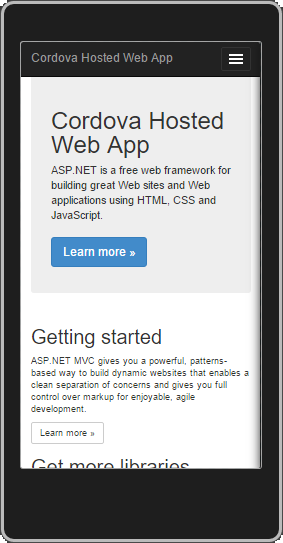 Cordova Hosted Web App
Cordova Hosted
Web App
ASP.NET is a free web framework for
building great Web sites and Web
applications using HTML, CSS and
JavaScript.
Learn more »
Getting started
ASP.NET MVC gives you a powerful, patterns-
based way to build dynamic websites that enables a
clean separation of concerns and gives you full
control over markup for enjoyable, agile
development.
Learn more »
Get more libraries